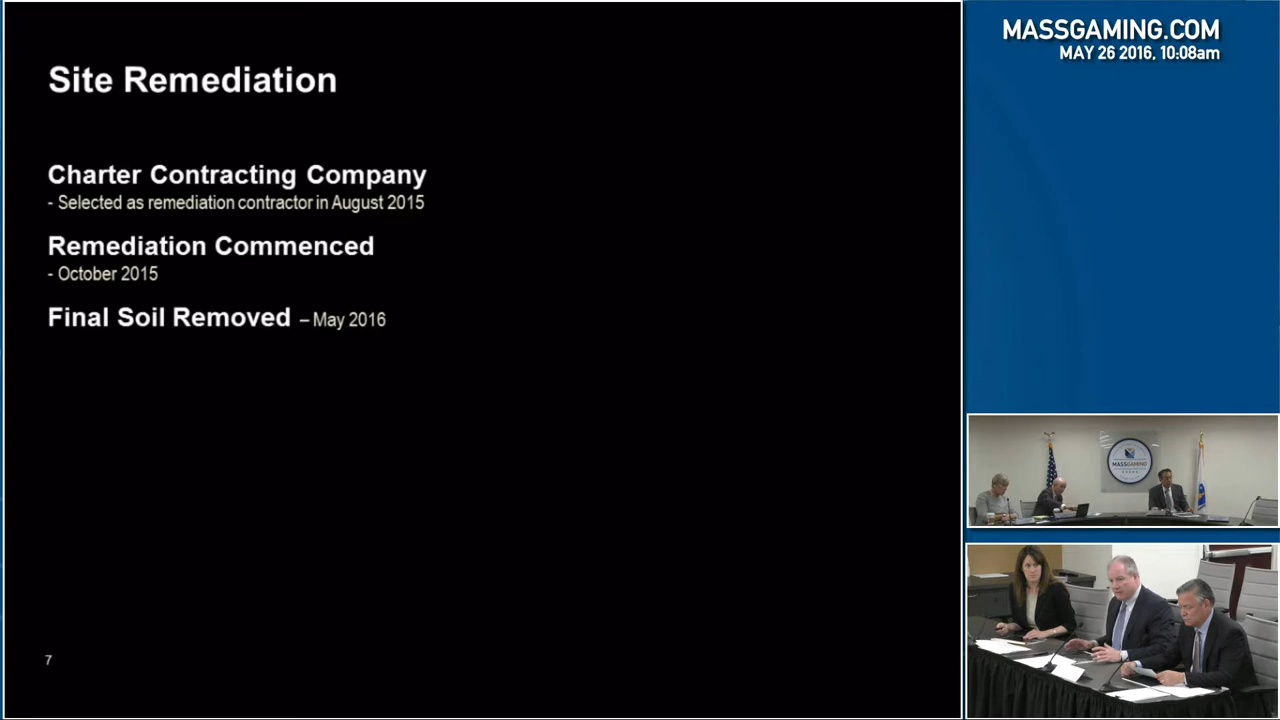 MASSGAMING.COM
MAY 26 2016, 10:08am
Site Remediation
Charter Contracting Company
- Selected as remediation contractor in August 2015
Remediation Commenced
- October 2015
Final Soil Removed – May 2016
7
MASSGAMING